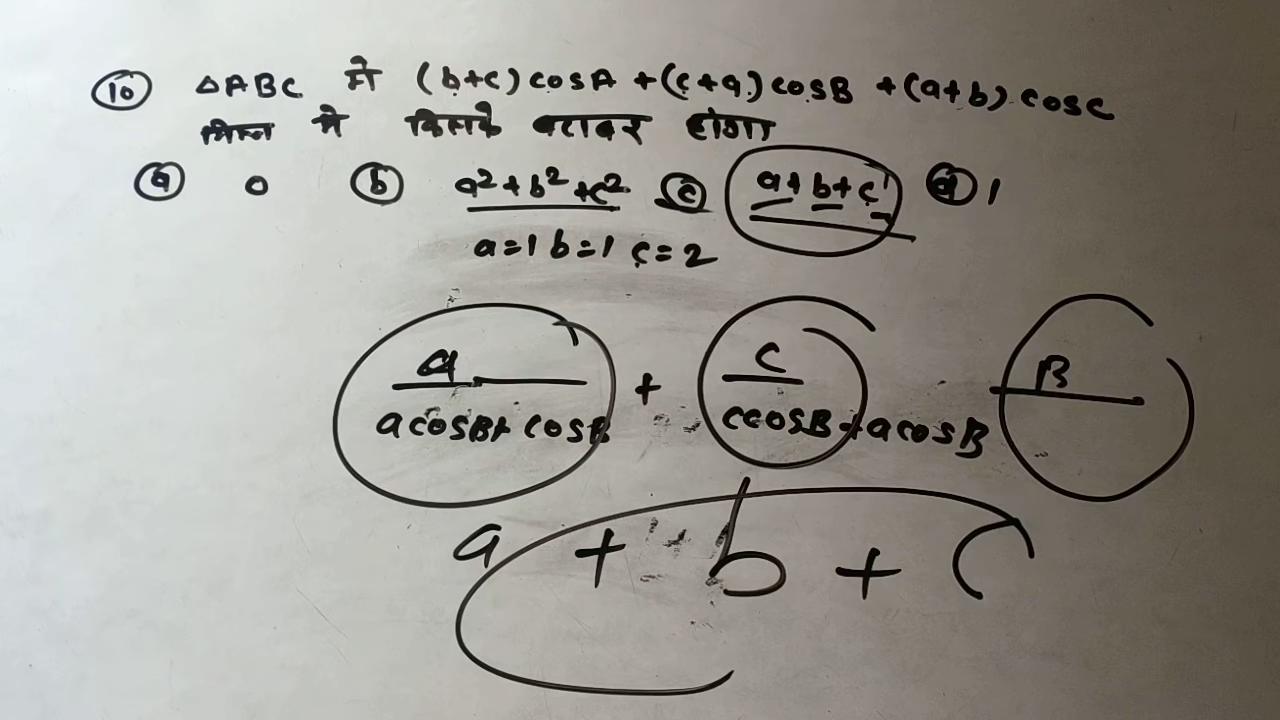 ⑩ △ABC मे (b+c) cosA +(c+a) cosB +(a+b) cosC
निम्न मे किसके बराबर होगा
ⓐ 0 ⓑ a²+b²+c² ⓒ a+b+c ⓓ 1
a=1 b=1 c=2
a + c B
acosB+ cosB ccosB+acosB
a + b + c